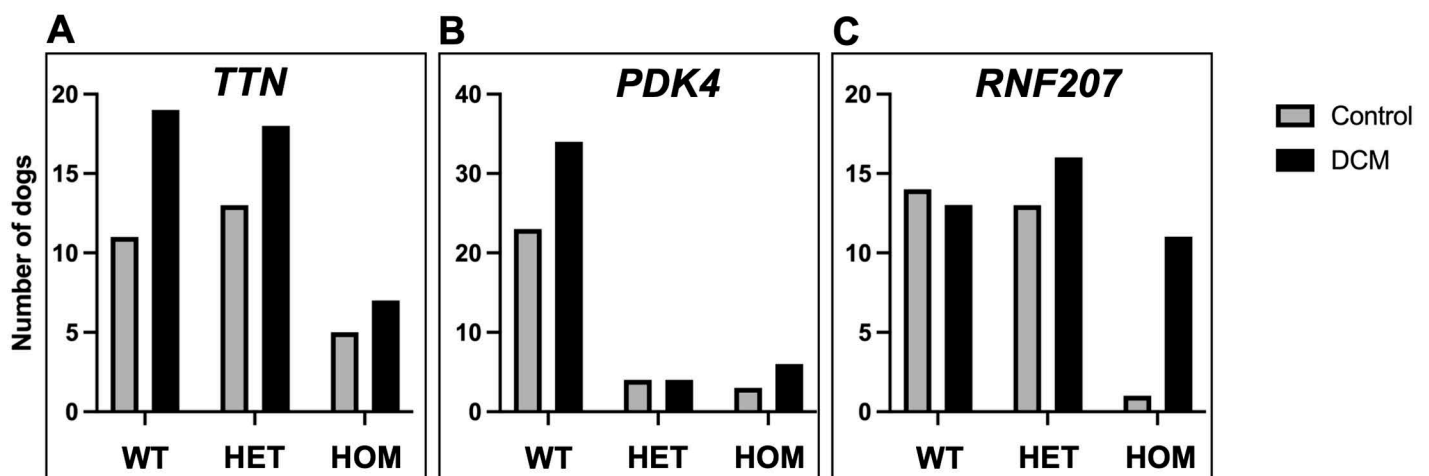 A
B
C
TTN
PDK4
RNF207
Number of dogs
20
15
10
5
0
WT
HET
HOM
40
30
20
10
0
WT
HET
HOM
20
15
10
5
0
WT
HET
HOM
Control
DCM